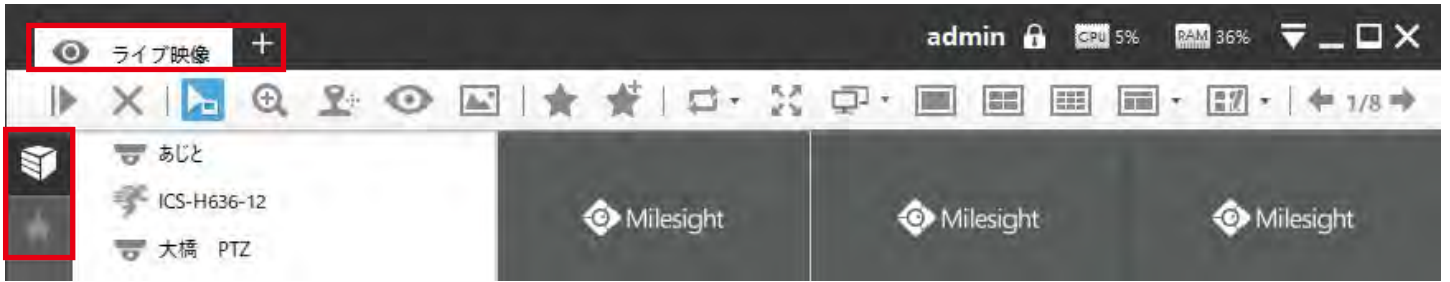 ライブ映像 + admin CPU 5% RAM 36%
1/8
あじと
ICS-H636-12
大橋 PTZ
Milesight Milesight Milesight